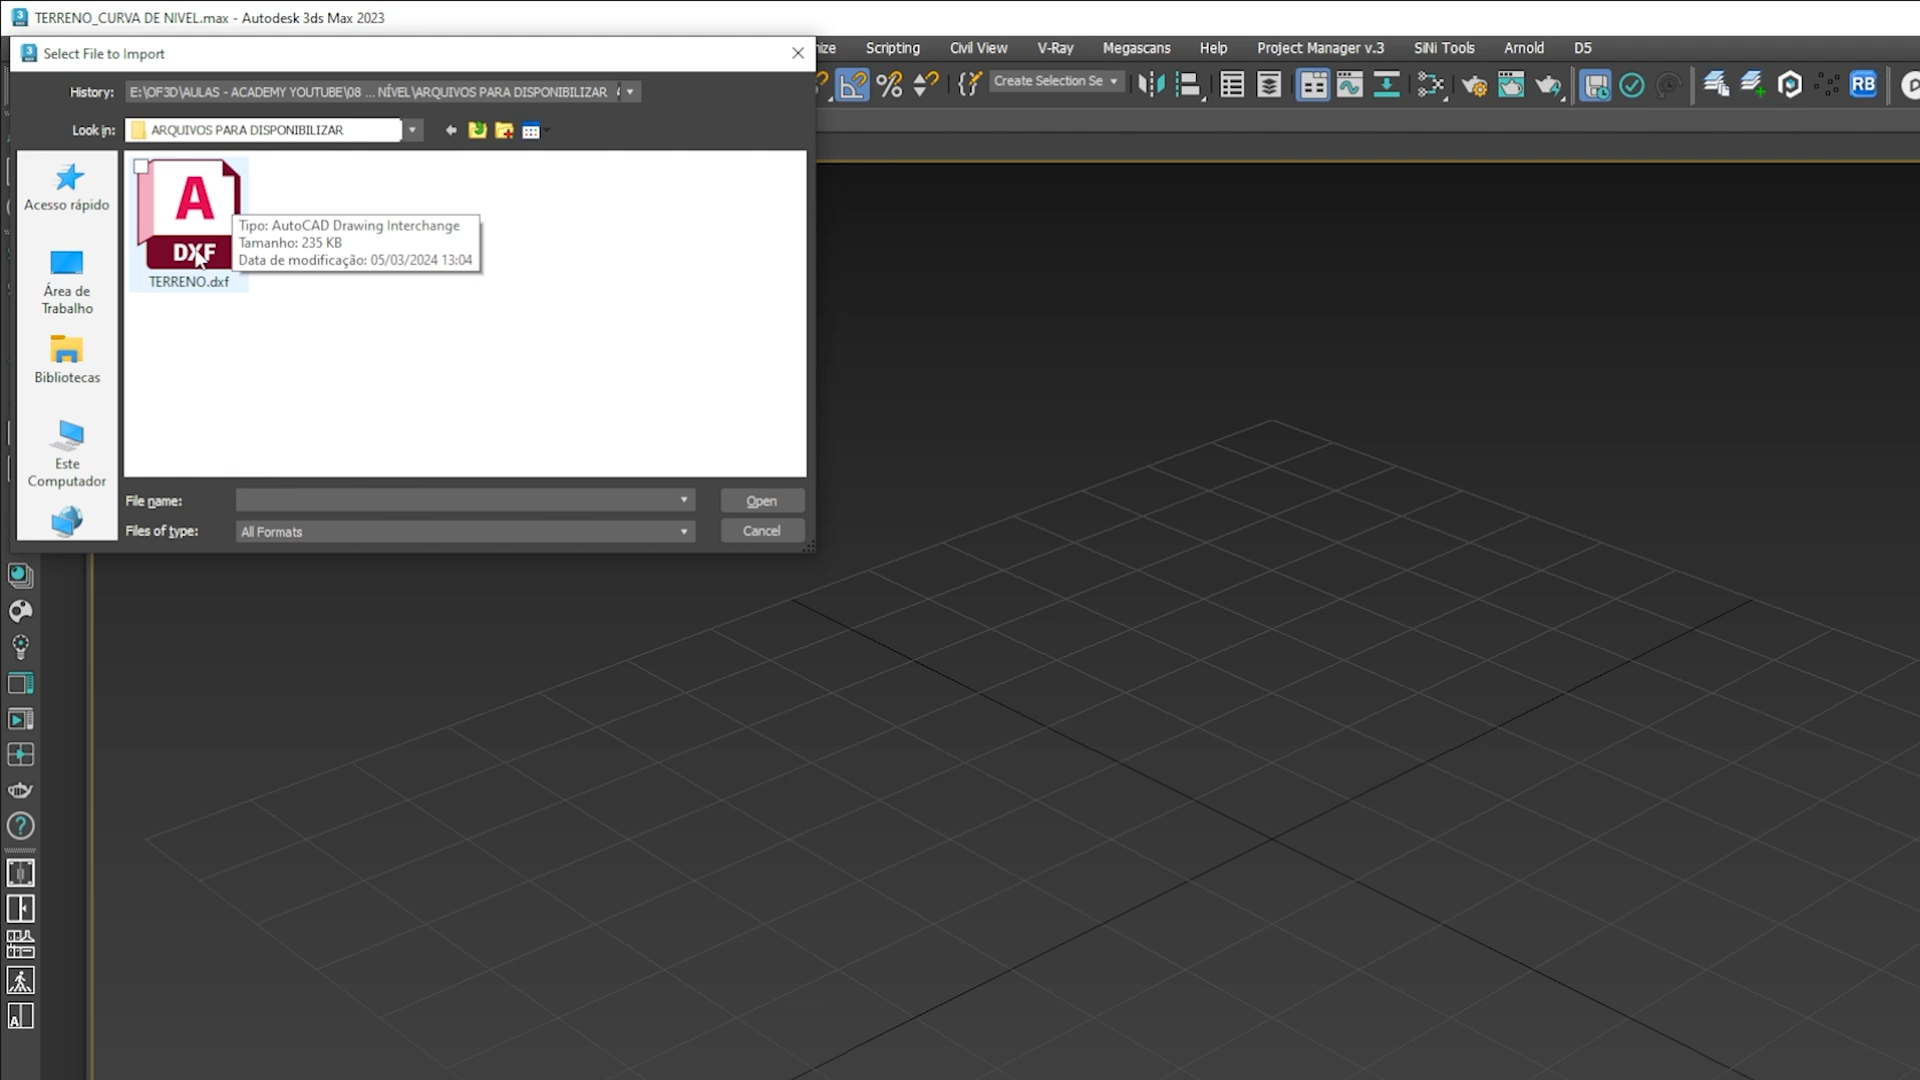 TERRENO_CURVA DE NIVEL.max - Autodesk 3ds Max 2023
Select File to Import
Scripting
Civil View
V-Ray
Megascans
Help
Project Manager v.3
SiNi Tools
Arnold
D5
Create Selection Se
RB
History:
E:\OF3D\AULAS - ACADEMY YOUTUBE\08 ... NÍVEL\ARQUIVOS PARA DISPONIBILIZAR
Look in:
ARQUIVOS PARA DISPONIBILIZAR
Acesso rápido
Área de
Trabalho
Bibliotecas
Este
Computador
A
DXF
TERRENO.dxf
Tipo: AutoCAD Drawing Interchange
Tamanho: 235 KB
Data de modificação: 05/03/2024 13:04
File name:
Open
Files of type:
All Formats
Cancel